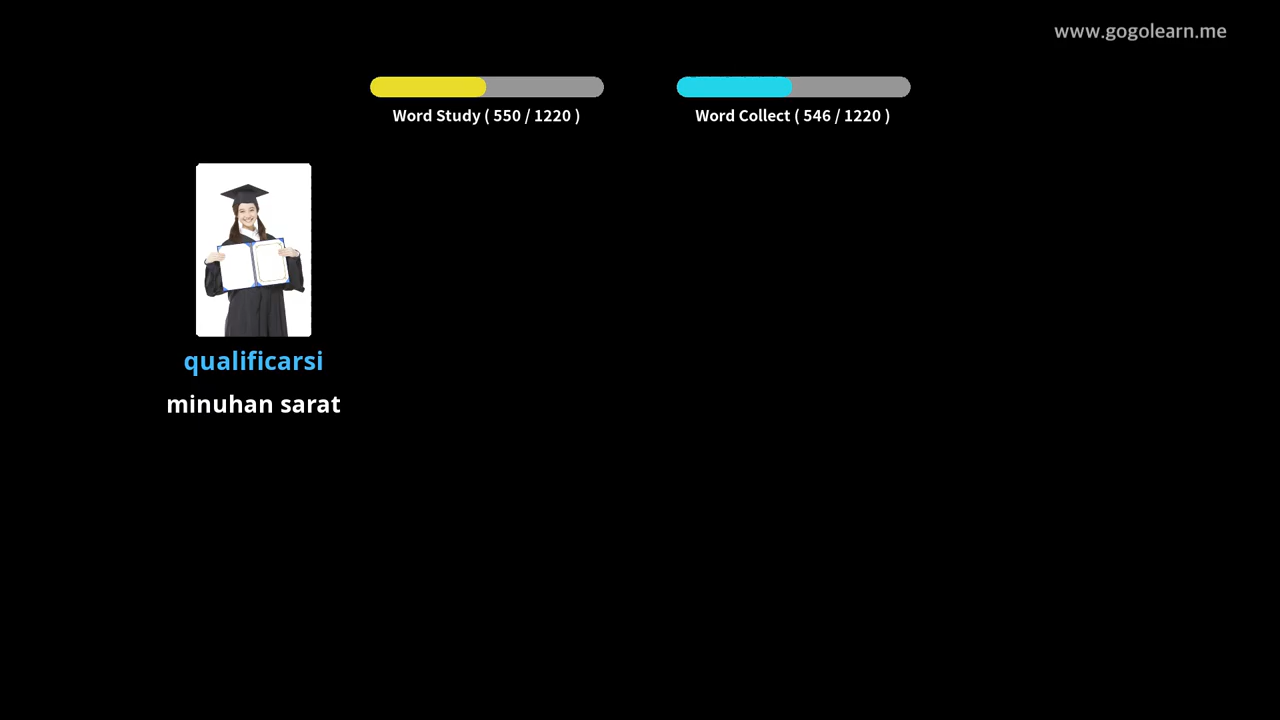 www.gogolearn.me
Word Study ( 550 / 1220 )
Word Collect ( 546 / 1220 )
qualificarsi
minuhan sarat